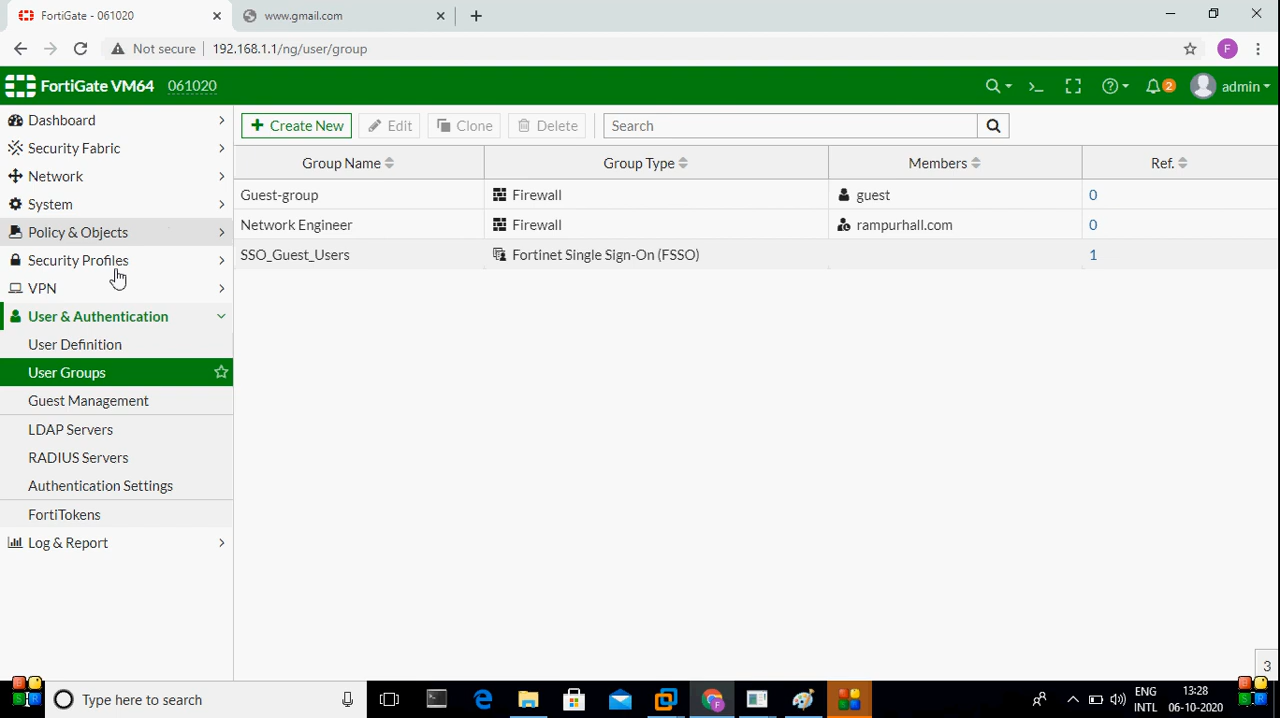 FortiGate - 061020
www.gmail.com
Not secure
192.168.1.1/ng/user/group
F
FortiGate VM64
061020
2
admin
Dashboard
Security Fabric
Network
System
Policy & Objects
Security Profiles
VPN
User & Authentication
User Definition
User Groups
Guest Management
LDAP Servers
RADIUS Servers
Authentication Settings
FortiTokens
Log & Report
+ Create New
Edit
Clone
Delete
Search
Group Name Group Type Members Ref.
Guest-group Firewall guest 0
Network Engineer Firewall rampurhall.com 0
SSO_Guest_Users Fortinet Single Sign-On (FSSO) 1
3
Type here to search
ENG
INTL
13:28
06-10-2020